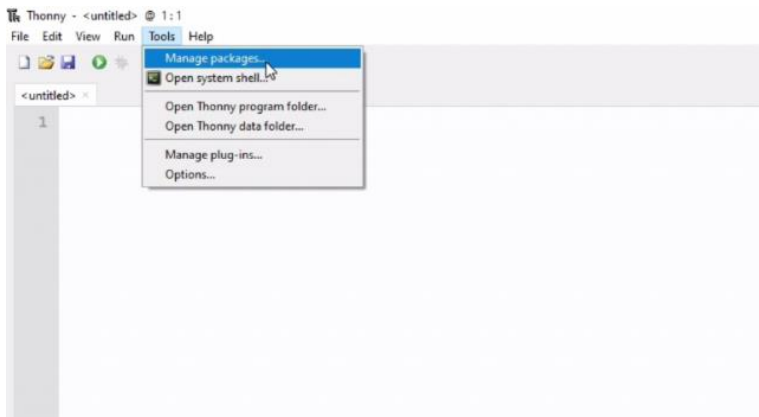 Thonny - <untitled> @ 1:1
File Edit View Run Tools Help
Manage packages...
Open system shell...
<untitled> ×
Open Thonny program folder...
1
Open Thonny data folder...
Manage plug-ins...
Options...